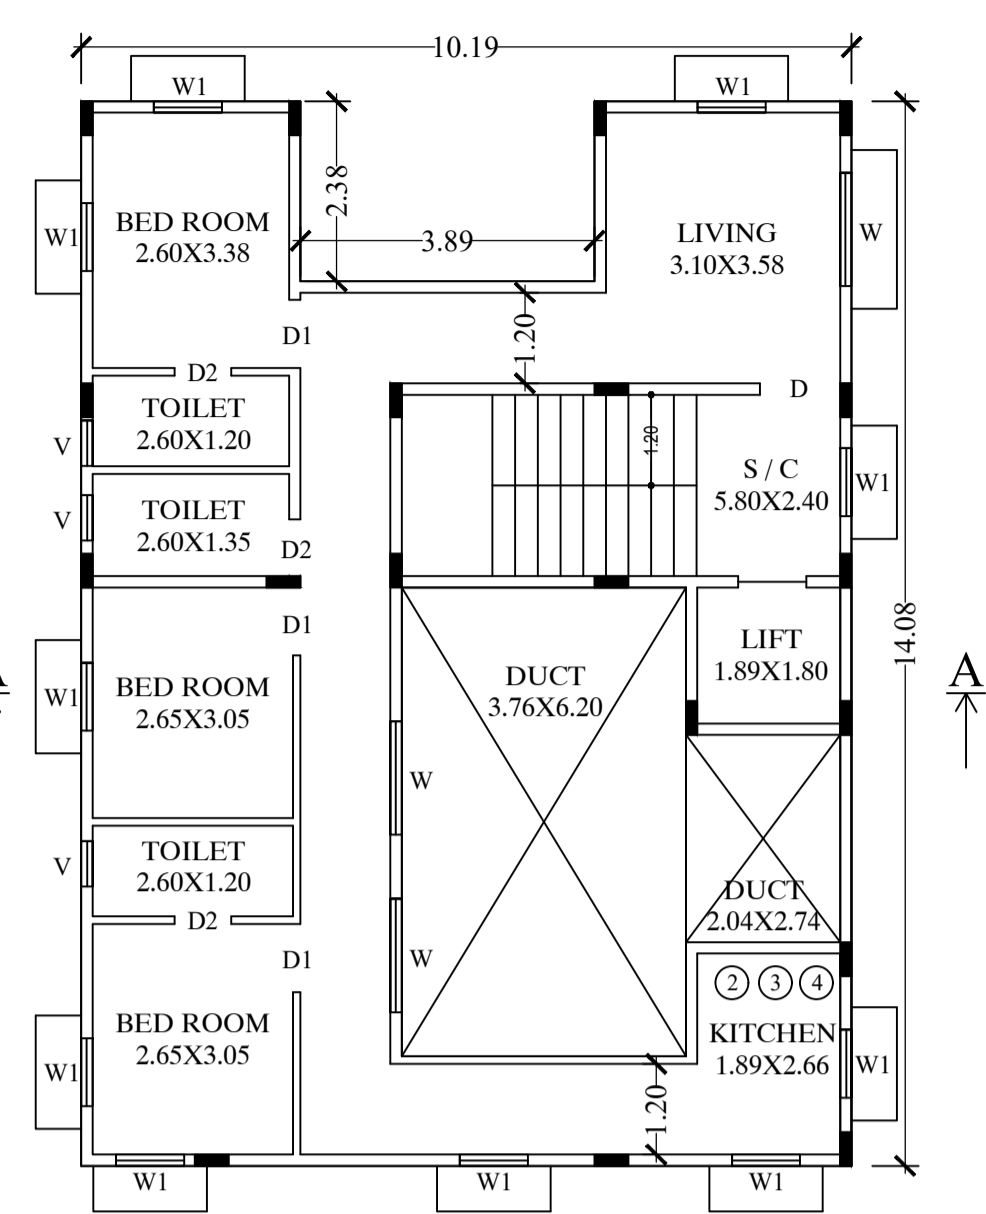 10.19
W1
W1
2.38
W1
BED ROOM
2.60X3.38
3.89
LIVING
3.10X3.58
W
D1
1.20
D2
D
TOILET
2.60X1.20
V
1.20
S / C
5.80X2.40
W1
V
TOILET
2.60X1.35
D2
D1
LIFT
1.89X1.80
14.08
A
W1
BED ROOM
2.65X3.05
DUCT
3.76X6.20
W
V
TOILET
2.60X1.20
D2
DUCT
2.04X2.74
D1
W
2 3 4
BED ROOM
2.65X3.05
KITCHEN
1.89X2.66
W1
W1
1.20
W1
W1
W1